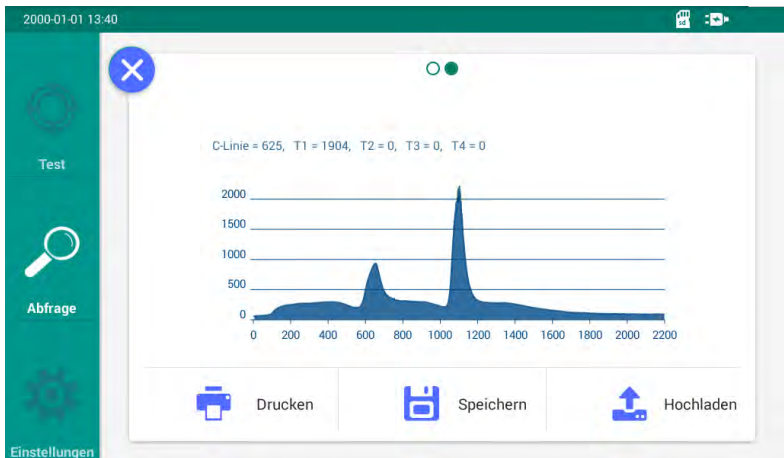 2000-01-01 13:40
sd
Test
Abfrage
Einstellungen
C-Linie = 625, T1 = 1904, T2 = 0, T3 = 0, T4 = 0
2000
1500
1000
500
0
0 200 400 600 800 1000 1200 1400 1600 1800 2000 2200
Drucken Speichern Hochladen